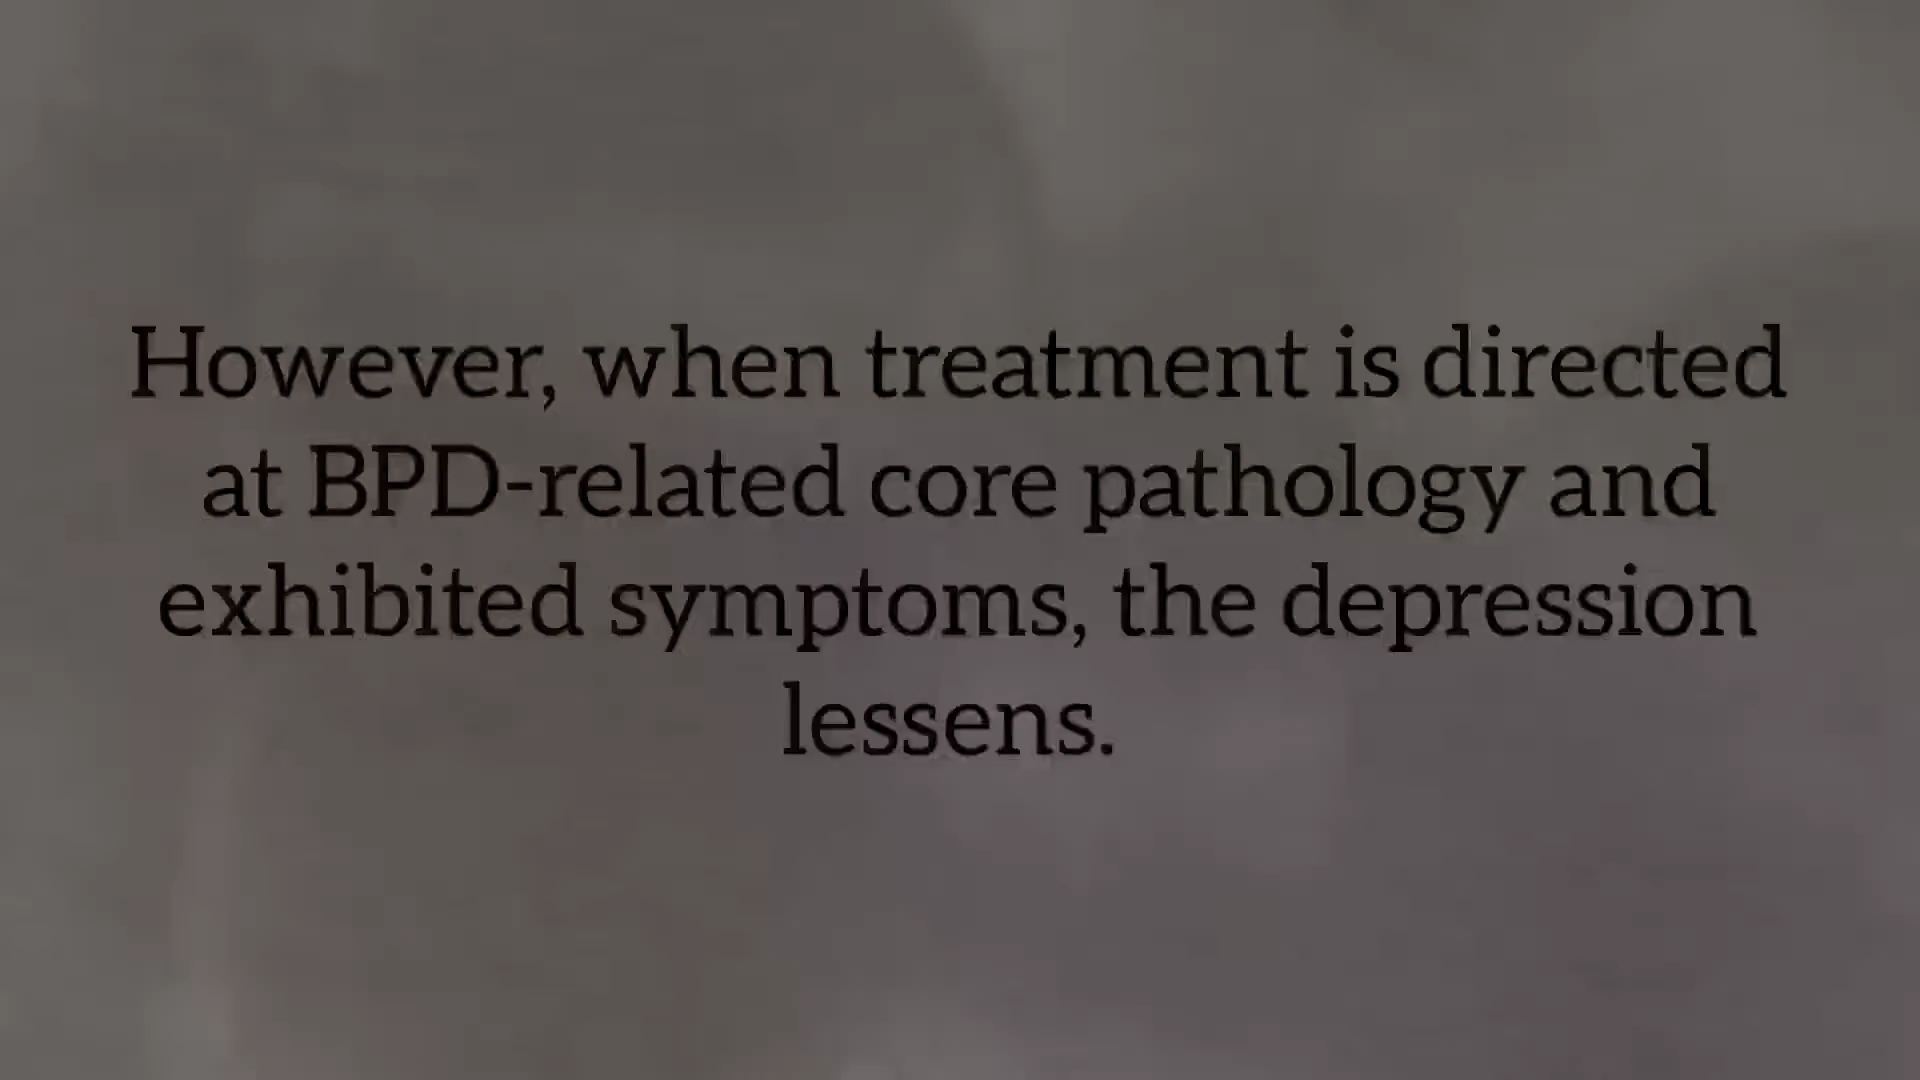 However, when treatment is directed
at BPD-related core pathology and
exhibited symptoms, the depression
lessens.